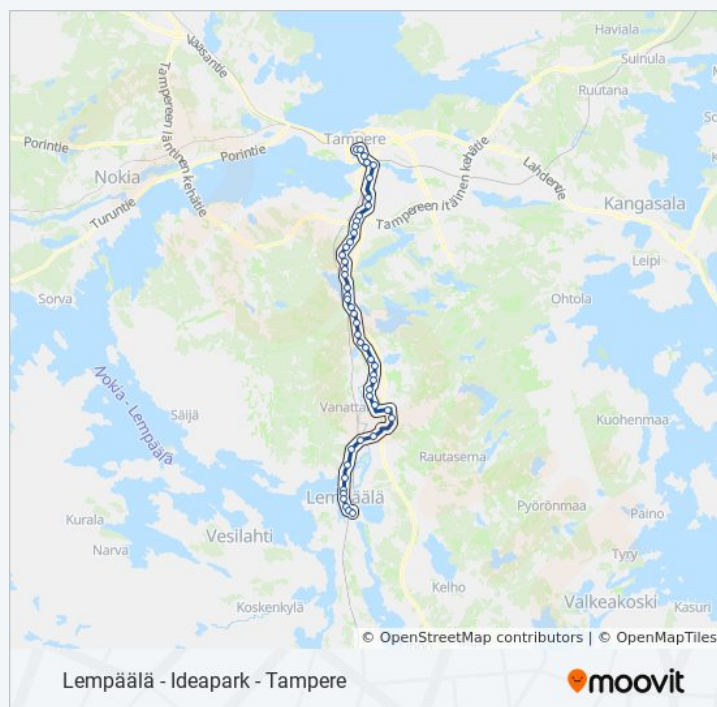 Haviala
Suinula
Vaasantie
Ruutana
Tampereen läntinen kehätie
Porintie
Tampere
Porintie
Nokia
Tampereen itäinen kehätie
Lahdentie
Kangasala
Turuntie
Leipi
Sorva
Ohtola
Nokia - Lempäälä
Säijä
Kuohenmaa
Rautasema
Lempäälä
Pyörönmaa
Paino
Kurala
Vesilahti
Narva
Tyry
Kelho
Valkeakoski
Kasuri
Koskenkylä
© OpenStreetMap contributors | © OpenMapTiles
Lempäälä - Ideapark - Tampere
moovit